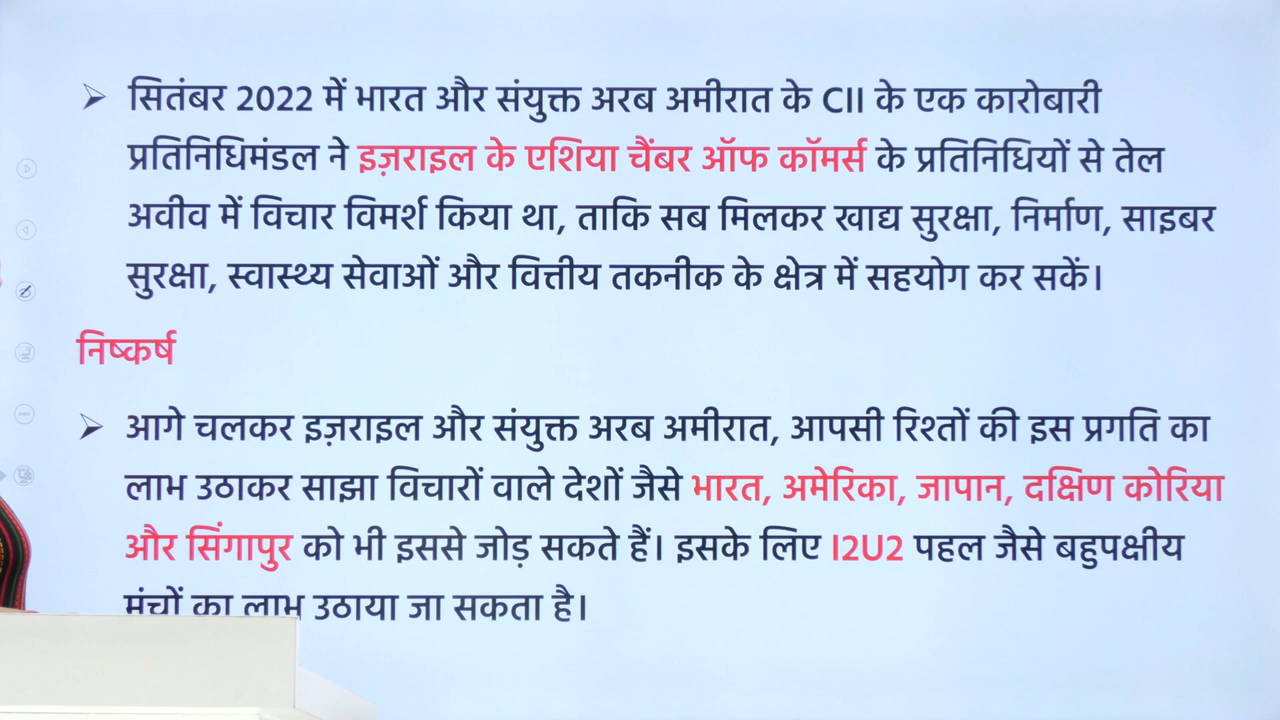 ➢ सितंबर 2022 में भारत और संयुक्त अरब अमीरात के CII के एक कारोबारी
प्रतिनिधिमंडल ने इज़राइल के एशिया चैंबर ऑफ कॉमर्स के प्रतिनिधियों से तेल
अवीव में विचार विमर्श किया था, ताकि सब मिलकर खाद्य सुरक्षा, निर्माण, साइबर
सुरक्षा, स्वास्थ्य सेवाओं और वित्तीय तकनीक के क्षेत्र में सहयोग कर सकें।
निष्कर्ष
➢ आगे चलकर इज़राइल और संयुक्त अरब अमीरात, आपसी रिश्तों की इस प्रगति का
लाभ उठाकर साझा विचारों वाले देशों जैसे भारत, अमेरिका, जापान, दक्षिण कोरिया
और सिंगापुर को भी इससे जोड़ सकते हैं। इसके लिए I2U2 पहल जैसे बहुपक्षीय
मंचों का लाभ उठाया जा सकता है।